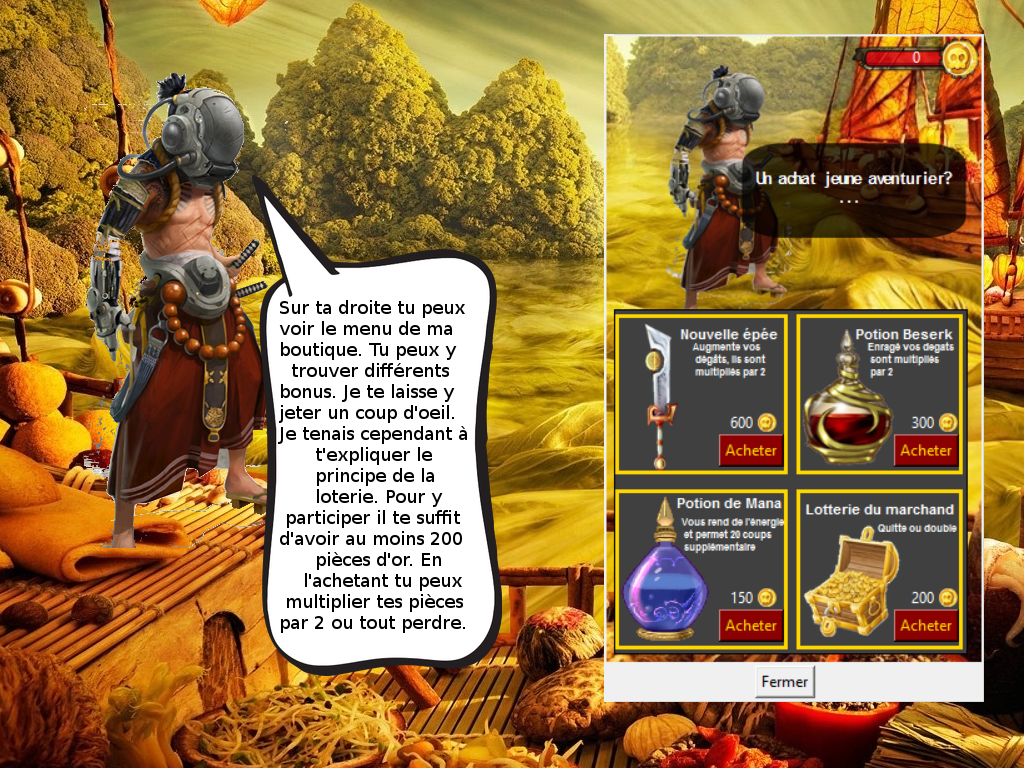 Sur ta droite tu peux
voir le menu de ma
boutique. Tu peux y
trouver différents
bonus. Je te laisse y
jeter un coup d'oeil.
Je tenais cependant à
t'expliquer le
principe de la
loterie. Pour y
participer il te suffit
d'avoir au moins 200
pièces d'or. En
l'achetant tu peux
multiplier tes pièces
par 2 ou tout perdre.
0
Un achat jeune aventurier?
...
Nouvelle épée
Augmente vos
dégâts, ils sont
multipliés par 2
600
Acheter
Potion Beserk
Enrage vos dégats
sont multipliés
par 2
300
Acheter
Potion de Mana
Vous rend de l'énergie
et permet 20 coups
supplémentaire
150
Acheter
Lotterie du marchand
Quitte ou double
200
Acheter
Fermer